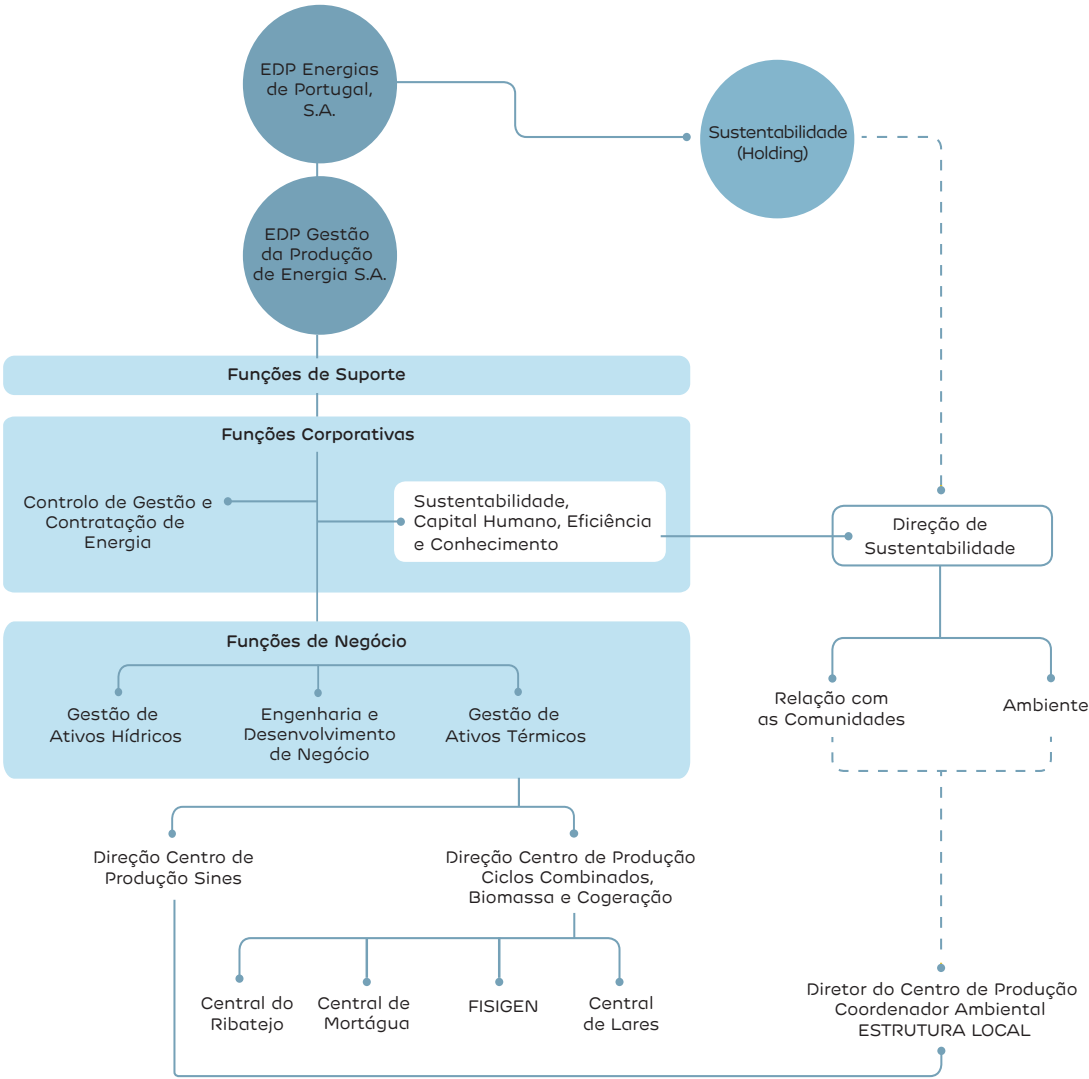 EDP Energias
de Portugal,
S.A.
Sustentabilidade
(Holding)
EDP Gestão
da Produção
de Energia S.A.
Funções de Suporte
Funções Corporativas
Controlo de Gestão e
Contratação de
Energia
Sustentabilidade,
Capital Humano, Eficiência
e Conhecimento
Direção de
Sustentabilidade
Funções de Negócio
Gestão de
Ativos Hídricos
Engenharia e
Desenvolvimento
de Negócio
Gestão de
Ativos Térmicos
Relação com
as Comunidades
Ambiente
Direção Centro de
Produção Sines
Direção Centro de Produção
Ciclos Combinados,
Biomassa e Cogeração
Central do
Ribatejo
Central de
Mortágua
FISIGEN
Central
de Lares
Diretor do Centro de Produção
Coordenador Ambiental
ESTRUTURA LOCAL